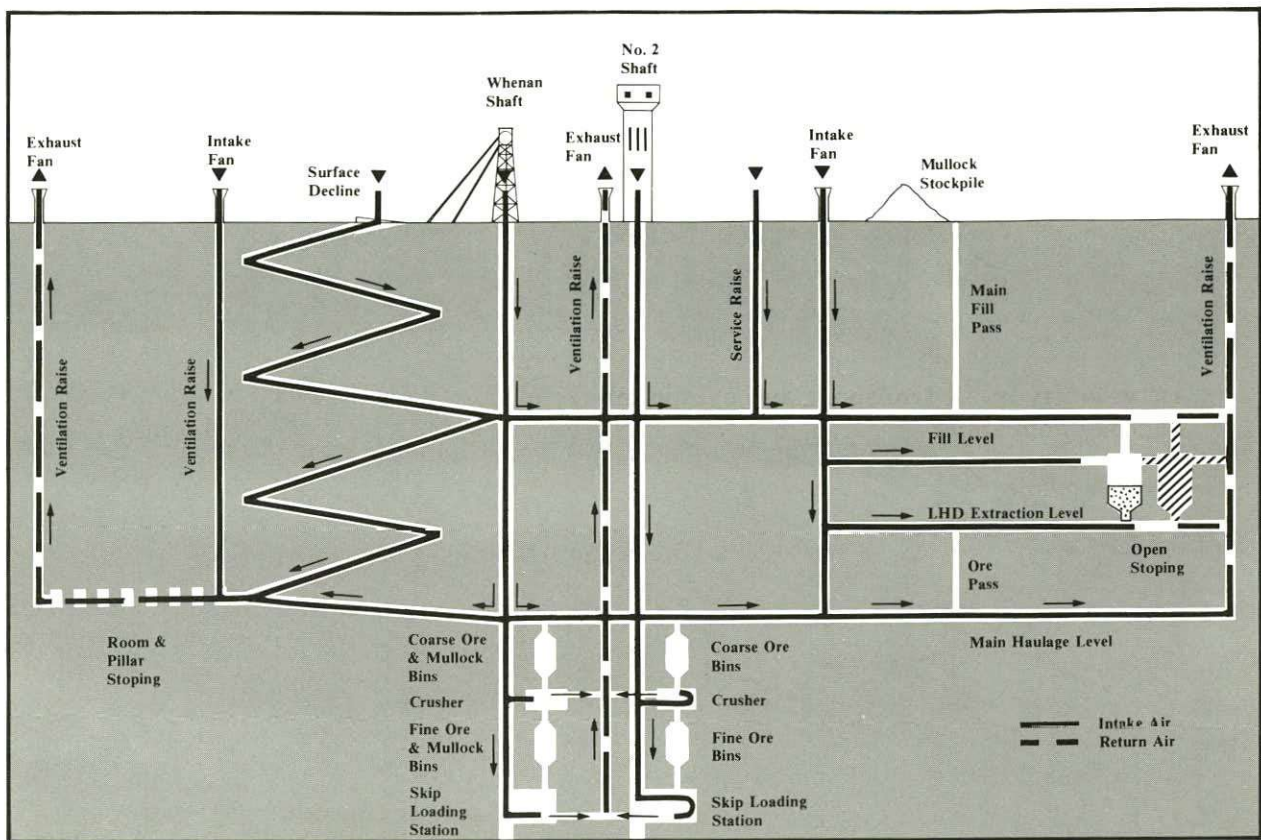 No. 2
Shaft
Whenan
Shaft
Exhaust
Fan
Intake
Fan
Surface
Decline
Exhaust
Fan
Intake
Fan
Mullock
Stockpile
Exhaust
Fan
Ventilation Raise
Ventilation Raise
Ventilation Raise
Service Raise
Main
Fill
Pass
Ventilation Raise
Fill Level
LHD Extraction Level
Open
Stoping
Ore
Pass
Room &
Pillar
Stoping
Main Haulage Level
Coarse Ore
& Mullock
Bins
Coarse Ore
Bins
Crusher
Crusher
Fine Ore
& Mullock
Bins
Fine Ore
Bins
Skip
Loading
Station
Skip Loading
Station
Intake Air
Return Air